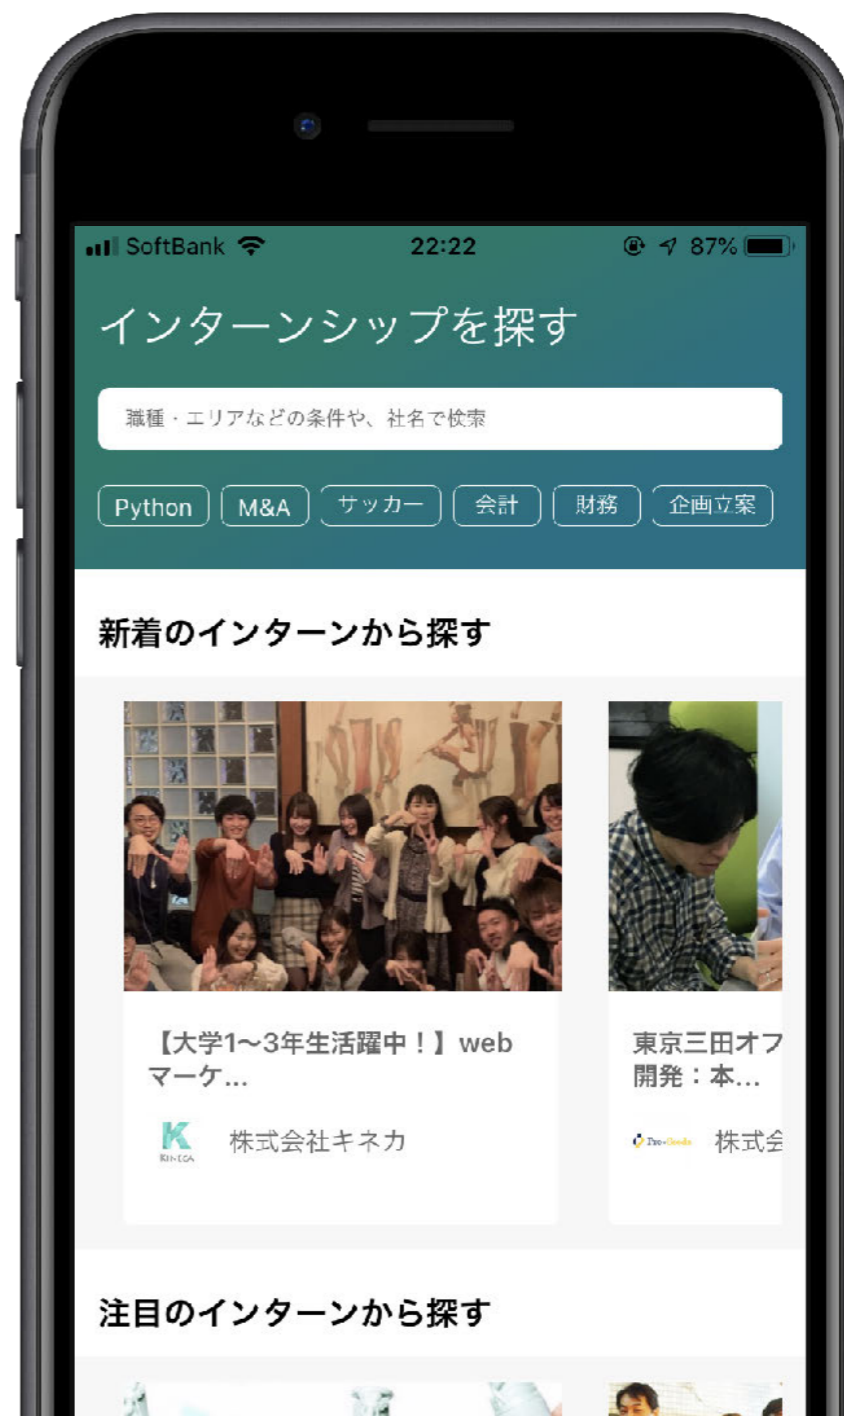 SoftBank 22:22 87%
インターンシップを探す
職種・エリアなどの条件や、社名で検索
Python M&A サッカー 会計 財務 企画立案
新着のインターンから探す
【大学1〜3年生活躍中！】web
マーケ...
KINECA
株式会社キネカ
東京三田オフ
開発：本...
Pro-Goods
株式会
注目のインターンから探す